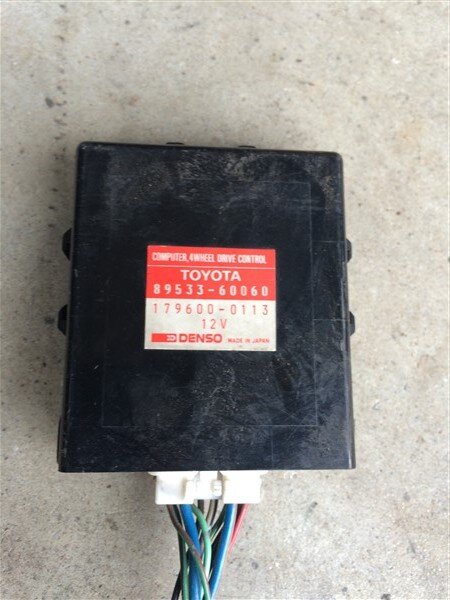 COMPUTER, 4WHEEL DRIVE CONTROL
TOYOTA
89533-60060
179600-0113
12V
DENSO MADE IN JAPAN